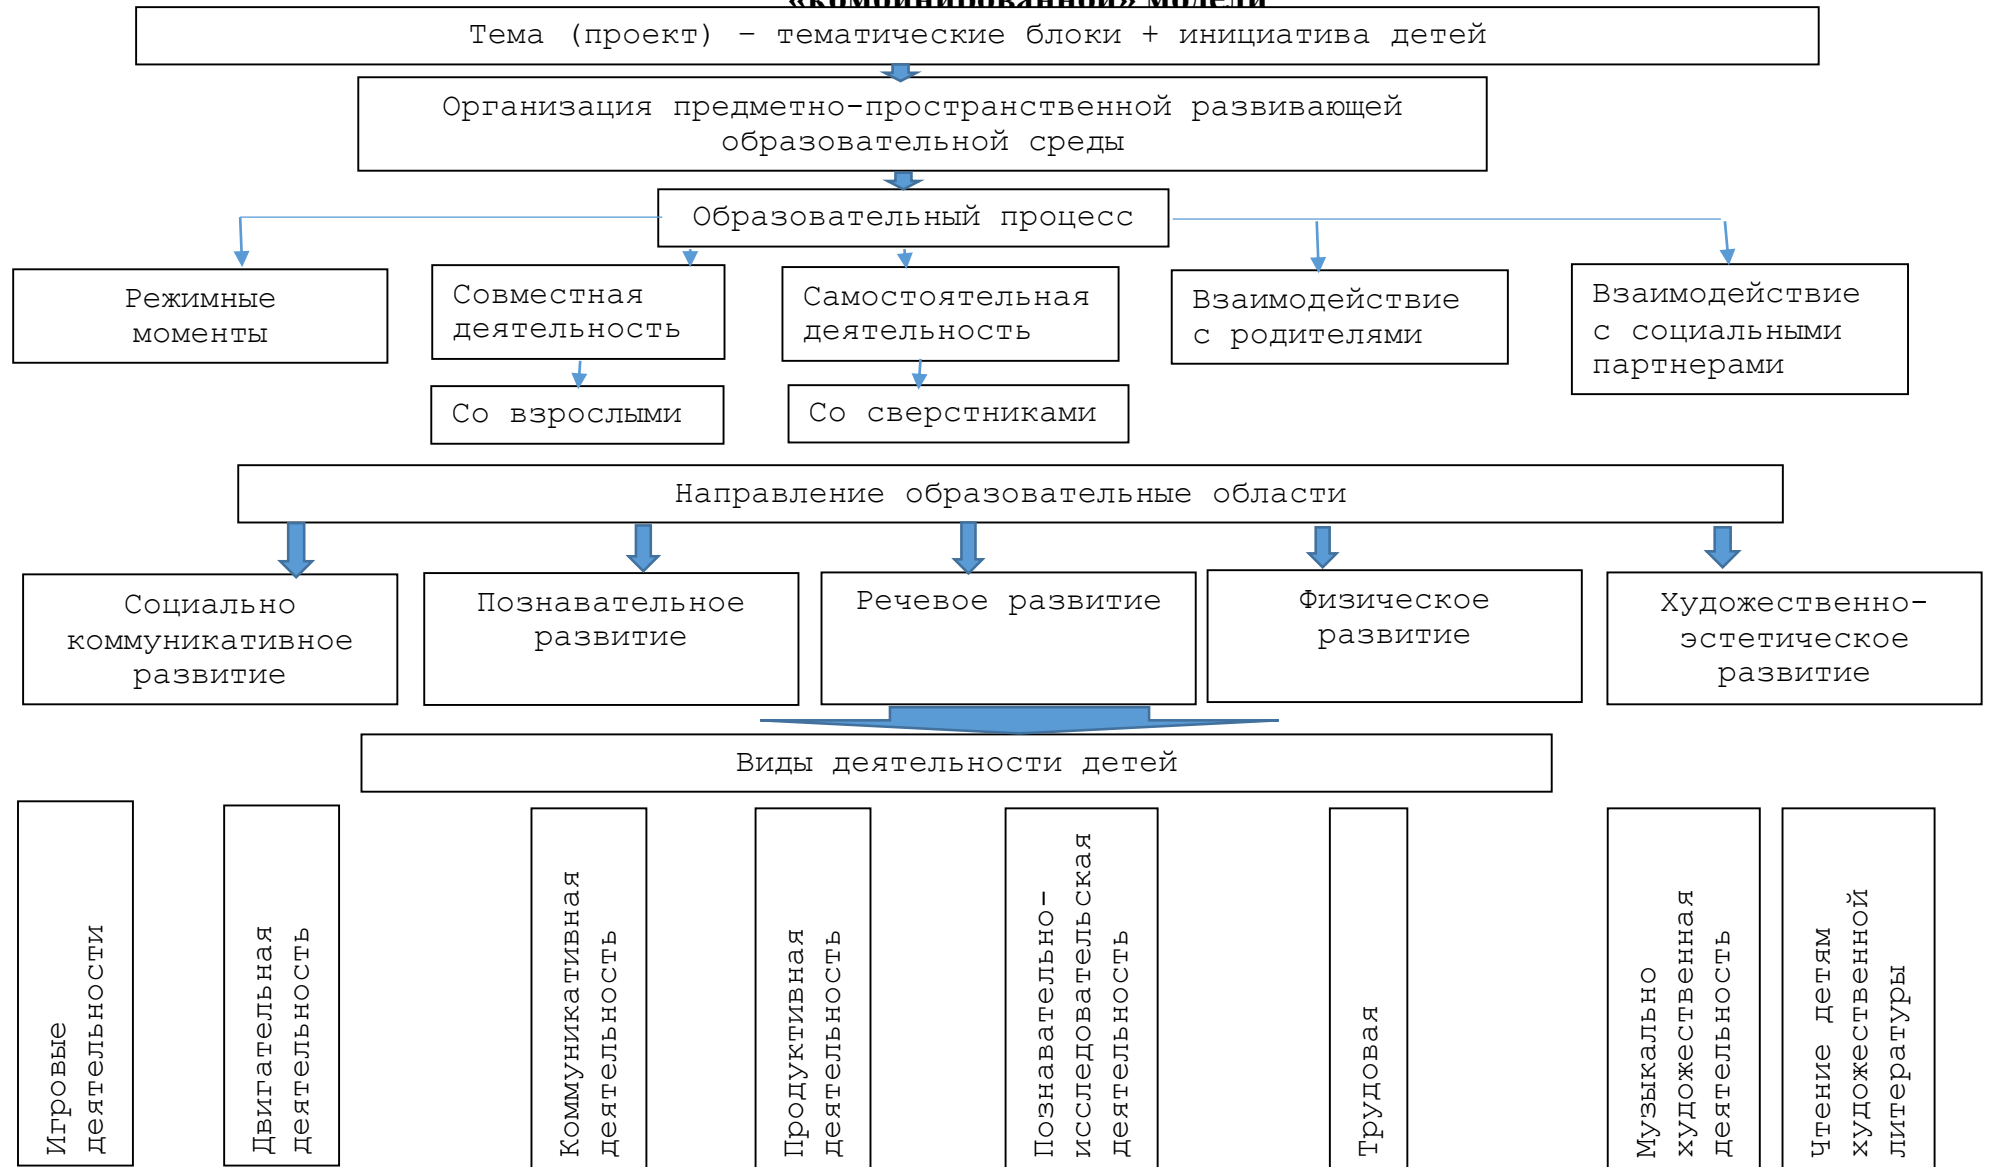 «комбинированной» модели
Тема (проект) – тематические блоки + инициатива детей
Организация предметно-пространственной развивающей
образовательной среды
Образовательный процесс
Режимные
моменты
Совместная
деятельность
Самостоятельная
деятельность
Взаимодействие
с родителями
Взаимодействие
с социальными
партнерами
Со взрослыми
Со сверстниками
Направление образовательные области
Социально
коммуникативное
развитие
Познавательное
развитие
Речевое развитие
Физическое
развитие
Художественно-
эстетическое
развитие
Виды деятельности детей
Игровые
деятельности
Двигательная
деятельность
Коммуникативная
деятельность
Продуктивная
деятельность
Познавательно-
исследовательская
деятельность
Трудовая
Музыкально
художественная
деятельность
Чтение детям
художественной
литературы